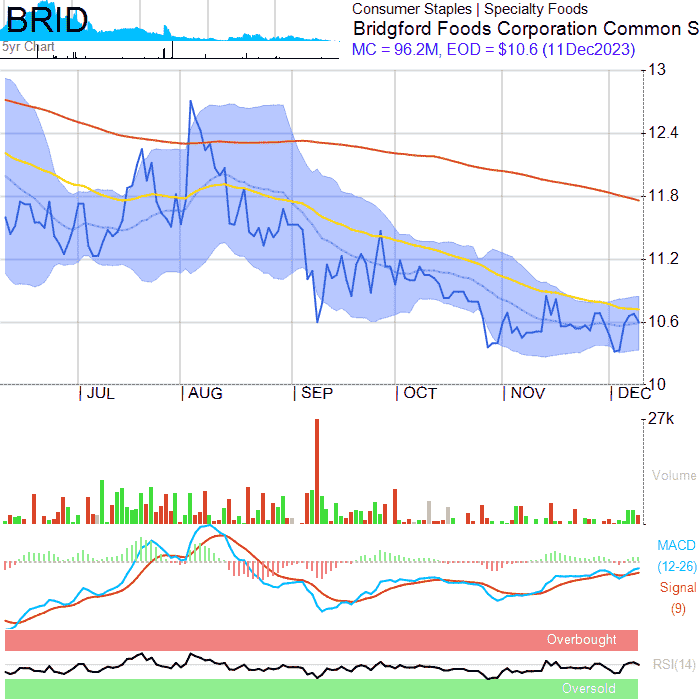 BRID
5yr Chart
Consumer Staples | Specialty Foods
Bridgford Foods Corporation Common S
MC = 96.2M, EOD = $10.6 (11Dec2023)
13
12.4
11.8
11.2
10.6
10
JUL AUG SEP OCT NOV DEC
27k
Volume
MACD
(12-26)
Signal
(9)
Overbought
RSI(14)
Oversold